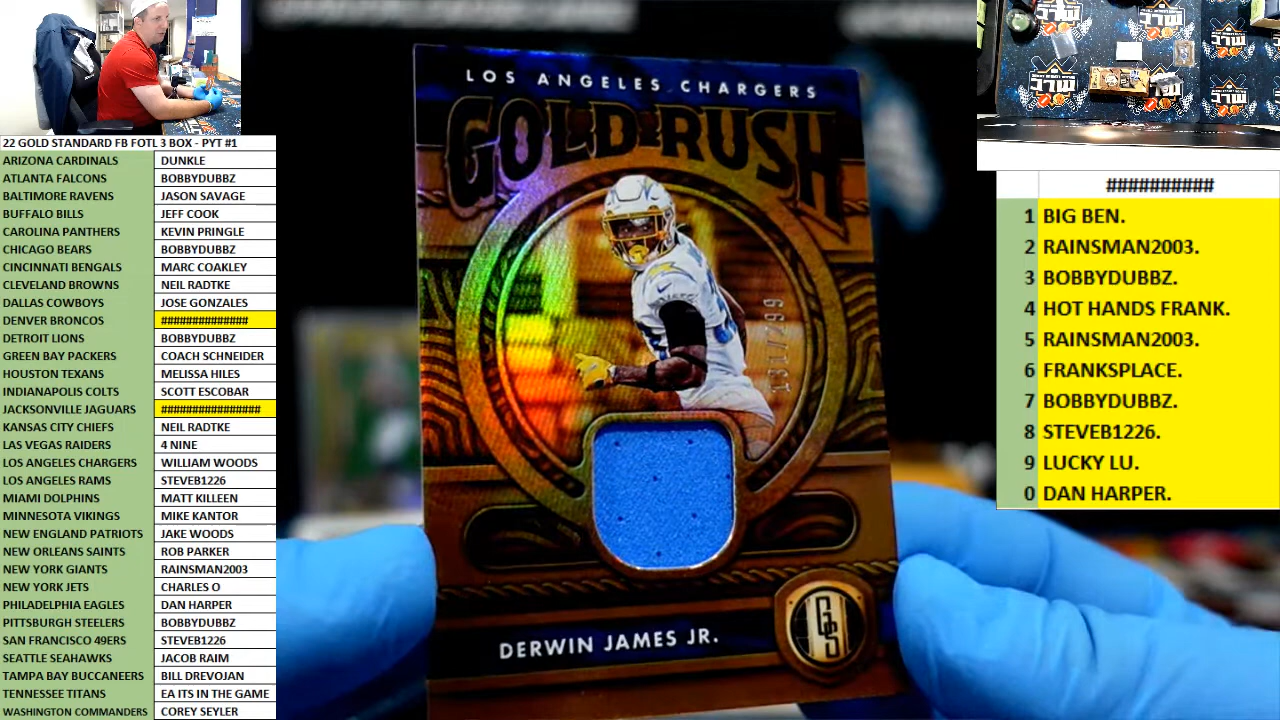 22 GOLD STANDARD FB FOTL 3 BOX - PYT #1
ARIZONA CARDINALS DUNKLE
ATLANTA FALCONS BOBBYDUBBZ
BALTIMORE RAVENS JASON SAVAGE
BUFFALO BILLS JEFF COOK
CAROLINA PANTHERS KEVIN PRINGLE
CHICAGO BEARS BOBBYDUBBZ
CINCINNATI BENGALS MARC COAKLEY
CLEVELAND BROWNS NEIL RADTKE
DALLAS COWBOYS JOSE GONZALES
DENVER BRONCOS ##############
DETROIT LIONS BOBBYDUBBZ
GREEN BAY PACKERS COACH SCHNEIDER
HOUSTON TEXANS MELISSA HILES
INDIANAPOLIS COLTS SCOTT ESCOBAR
JACKSONVILLE JAGUARS ################
KANSAS CITY CHIEFS NEIL RADTKE
LAS VEGAS RAIDERS 4 NINE
LOS ANGELES CHARGERS WILLIAM WOODS
LOS ANGELES RAMS STEVEB1226
MIAMI DOLPHINS MATT KILLEEN
MINNESOTA VIKINGS MIKE KANTOR
NEW ENGLAND PATRIOTS JAKE WOODS
NEW ORLEANS SAINTS ROB PARKER
NEW YORK GIANTS RAINSMAN2003
NEW YORK JETS CHARLES O
PHILADELPHIA EAGLES DAN HARPER
PITTSBURGH STEELERS BOBBYDUBBZ
SAN FRANCISCO 49ERS STEVEB1226
SEATTLE SEAHAWKS JACOB RAIM
TAMPA BAY BUCCANEERS BILL DREVOJAN
TENNESSEE TITANS EA ITS IN THE GAME
WASHINGTON COMMANDERS COREY SEYLER
LOS ANGELES CHARGERS
GOLD RUSH
131/299
GS
DERWIN JAMES JR.
##########
1 BIG BEN.
2 RAINSMAN2003.
3 BOBBYDUBBZ.
4 HOT HANDS FRANK.
5 RAINSMAN2003.
6 FRANKSPLACE.
7 BOBBYDUBBZ.
8 STEVEB1226.
9 LUCKY LU.
0 DAN HARPER.